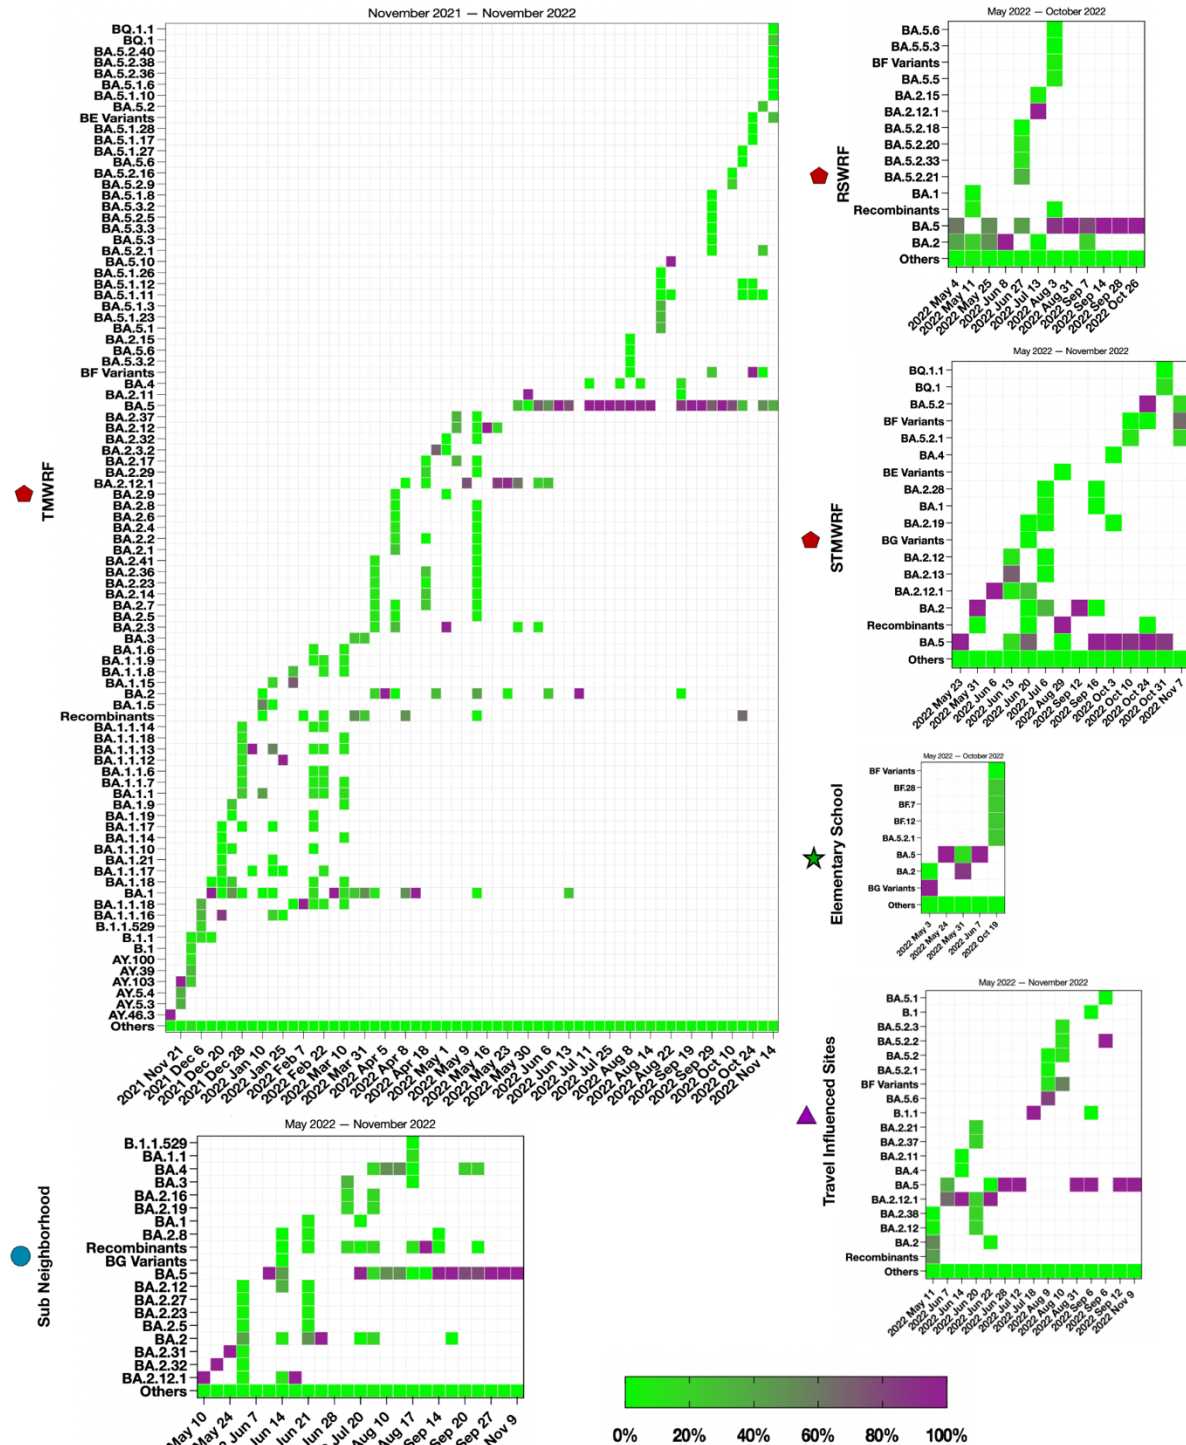 November 2021 — November 2022
BQ.1.1
BQ.1
BA.5.2.40
BA.5.2.38
BA.5.2.36
BA.5.1.6
BA.5.1.10
BA.5.2
BE Variants
BA.5.1.28
BA.5.1.17
BA.5.1.27
BA.5.6
BA.5.2.16
BA.5.2.9
BA.5.1.8
BA.5.3.2
BA.5.2.5
BA.5.3.3
BA.5.3
BA.5.2.1
BA.5.10
BA.5.1.26
BA.5.1.12
BA.5.1.11
BA.5.1.3
BA.5.1.23
BA.5.1
BA.2.15
BA.5.6
BA.5.3.2
BF Variants
BA.4
BA.2.11
BA.5
BA.2.37
BA.2.12
BA.2.32
BA.2.3.2
BA.2.17
BA.2.29
BA.2.12.1
BA.2.9
BA.2.8
BA.2.6
BA.2.4
BA.2.2
BA.2.1
BA.2.41
BA.2.36
BA.2.23
BA.2.14
BA.2.7
BA.2.5
BA.2.3
BA.3
BA.1.6
BA.1.1.9
BA.1.1.8
BA.1.15
BA.2
BA.1.5
Recombinants
BA.1.1.14
BA.1.18
BA.1.1.13
BA.1.1.12
BA.1.1.6
BA.1.1.7
BA.1.1
BA.1.9
BA.1.19
BA.1.17
BA.1.14
BA.1.1.10
BA.1.21
BA.1.1.17
BA.1.18
BA.1
BA.1.1.18
BA.1.1.16
B.1.1.529
B.1.1
B.1
AY.100
AY.39
AY.103
AY.5.4
AY.5.3
AY.46.3
Others
TMWRF
2021 Nov 21
2021 Dec 6
2021 Dec 20
2021 Dec 28
2022 Jan 10
2022 Jan 25
2022 Feb 7
2022 Feb 22
2022 Mar 10
2022 Mar 31
2022 Apr 5
2022 Apr 8
2022 Apr 18
2022 May 1
2022 May 9
2022 May 16
2022 May 23
2022 May 30
2022 Jun 6
2022 Jun 13
2022 Jul 11
2022 Jul 25
2022 Aug 8
2022 Aug 14
2022 Aug 22
2022 Sep 19
2022 Sep 29
2022 Oct 10
2022 Oct 24
2022 Nov 14
May 2022 — October 2022
BA.5.6
BA.5.5.3
BF Variants
BA.5.5
BA.2.15
BA.2.12.1
BA.5.2.18
BA.5.2.20
BA.5.2.33
BA.5.2.21
BA.1
Recombinants
BA.5
BA.2
Others
RSWRF
2022 May 4
2022 May 11
2022 May 25
2022 Jun 8
2022 Jun 27
2022 Jul 13
2022 Aug 3
2022 Aug 31
2022 Sep 7
2022 Sep 14
2022 Sep 28
2022 Oct 26
May 2022 — November 2022
BQ.1.1
BQ.1
BA.5.2
BF Variants
BA.5.2.1
BA.4
BE Variants
BA.2.28
BA.1
BA.2.19
BG Variants
BA.2.12
BA.2.13
BA.2.12.1
BA.2
Recombinants
BA.5
Others
STMWRF
2022 May 23
2022 May 31
2022 Jun 6
2022 Jun 13
2022 Jun 20
2022 Jul 6
2022 Aug 29
2022 Sep 12
2022 Sep 16
2022 Oct 3
2022 Oct 10
2022 Oct 24
2022 Oct 31
2022 Nov 7
May 2022 — October 2022
BF Variants
BF.28
BF.7
BF.12
BA.5.2.1
BA.5
BA.2
BG Variants
Others
Elementary School
2022 May 3
2022 May 24
2022 May 31
2022 Jun 7
2022 Oct 19
May 2022 — November 2022
BA.5.1
B.1
BA.5.2.3
BA.5.2.2
BA.5.2
BA.5.2.1
BF Variants
BA.5.6
B.1.1
BA.2.21
BA.2.37
BA.2.11
BA.4
BA.5
BA.2.12.1
BA.2.38
BA.2.12
BA.2
Recombinants
Others
Travel Influenced Sites
2022 May 11
2022 Jun 7
2022 Jun 14
2022 Jun 20
2022 Jun 22
2022 Jun 28
2022 Jul 12
2022 Jul 18
2022 Aug 9
2022 Aug 10
2022 Aug 31
2022 Sep 6
2022 Sep 6
2022 Sep 12
2022 Nov 9
May 2022 — November 2022
B.1.1.529
BA.1.1
BA.4
BA.3
BA.2.16
BA.2.19
BA.1
BA.2.8
Recombinants
BG Variants
BA.5
BA.2.12
BA.2.27
BA.2.23
BA.2.5
BA.2
BA.2.31
BA.2.32
BA.2.12.1
Others
Sub Neighborhood
May 10
May 24
Jun 7
Jun 14
Jun 21
Jun 28
Jul 20
Aug 10
Aug 17
Sep 14
Sep 20
Sep 27
Nov 9
0% 20% 40% 60% 80% 100%